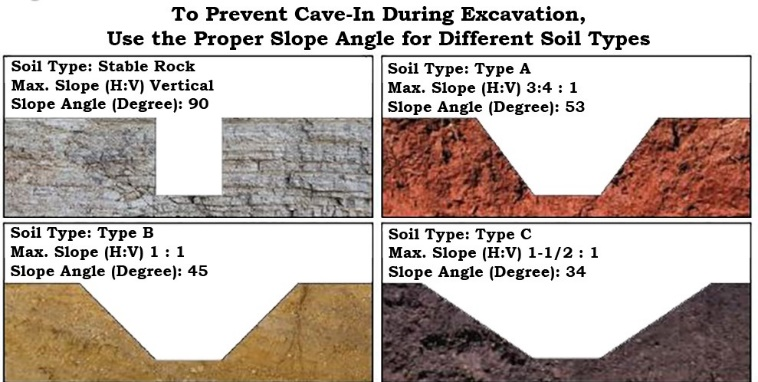 To Prevent Cave-In During Excavation,
Use the Proper Slope Angle for Different Soil Types
Soil Type: Stable Rock
Max. Slope (H:V) Vertical
Slope Angle (Degree): 90
Soil Type: Type A
Max. Slope (H:V) 3:4 : 1
Slope Angle (Degree): 53
Soil Type: Type B
Max. Slope (H:V) 1 : 1
Slope Angle (Degree): 45
Soil Type: Type C
Max. Slope (H:V) 1-1/2 : 1
Slope Angle (Degree): 34